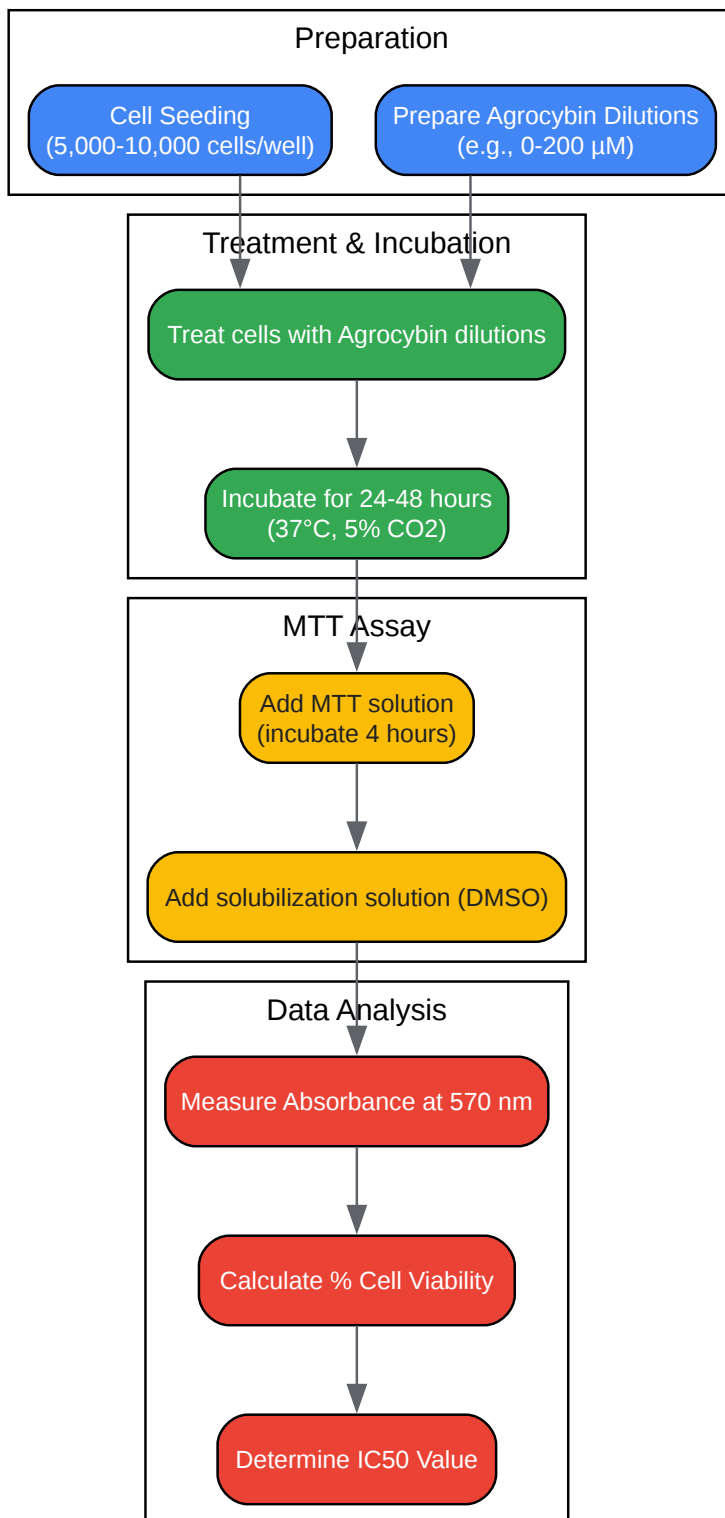 Preparation
Cell Seeding
(5,000-10,000 cells/well)
Prepare Agrocybin Dilutions
(e.g., 0-200 µM)
Treatment & Incubation
Treat cells with Agrocybin dilutions
Incubate for 24-48 hours
(37°C, 5% CO2)
MTT Assay
Add MTT solution
(incubate 4 hours)
Add solubilization solution (DMSO)
Data Analysis
Measure Absorbance at 570 nm
Calculate % Cell Viability
Determine IC50 Value